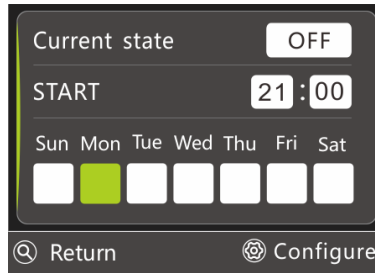 Current state OFF
START 21:00
Sun Mon Tue Wed Thu Fri Sat
Return Configure